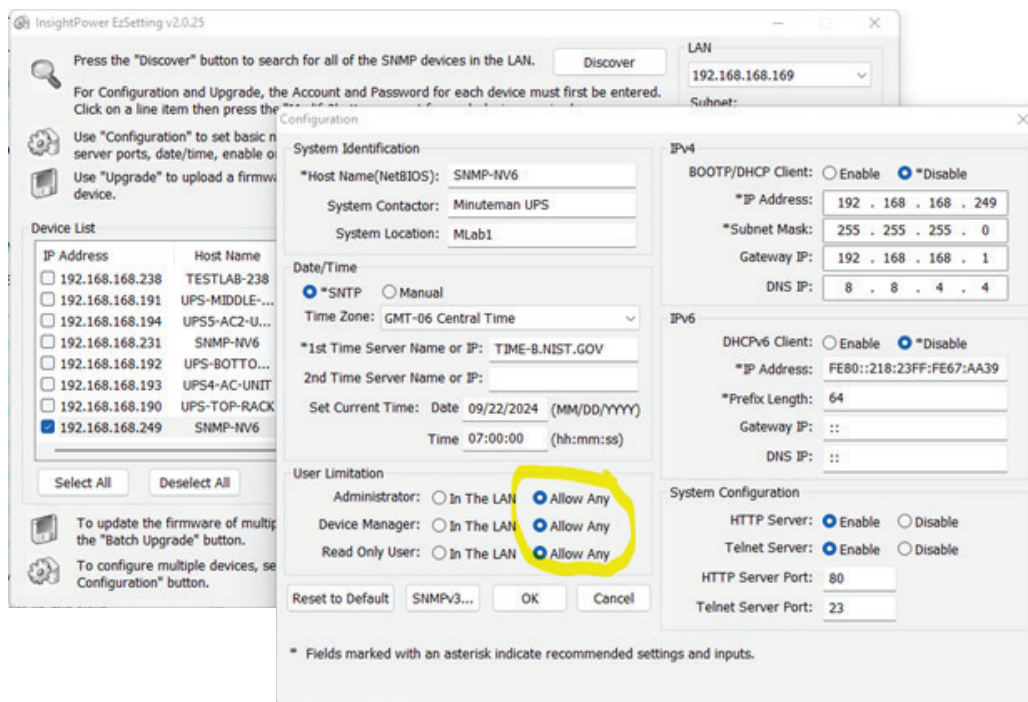 InsightPower EzSetting v2.0.25
Press the "Discover" button to search for all of the SNMP devices in the LAN.
Discover
For Configuration and Upgrade, the Account and Password for each device must first be entered.
Click on a line item then press the
Use "Configuration" to set basic n
server ports, date/time, enable o
Use "Upgrade" to upload a firmwa
device.
LAN
192.168.168.169
Subnet:
Device List
IP Address Host Name
192.168.168.238 TESTLAB-238
192.168.168.191 UPS-MIDDLE-...
192.168.168.194 UPS5-AC2-U...
192.168.168.231 SNMP-NV6
192.168.168.192 UPS-BOTTO...
192.168.168.193 UPS4-AC-UNIT
192.168.168.190 UPS-TOP-RACK
192.168.168.249 SNMP-NV6
Select All Deselect All
To update the firmware of multip
the "Batch Upgrade" button.
To configure multiple devices, se
Configuration" button.
Configuration
System Identification
*Host Name(NetBIOS): SNMP-NV6
System Contactor: Minuteman UPS
System Location: MLab1
Date/Time
*SNTP Manual
Time Zone: GMT-06 Central Time
*1st Time Server Name or IP: TIME-B.NIST.GOV
2nd Time Server Name or IP:
Set Current Time: Date 09/22/2024 (MM/DD/YYYY)
Time 07:00:00 (hh:mm:ss)
User Limitation
Administrator: In The LAN Allow Any
Device Manager: In The LAN Allow Any
Read Only User: In The LAN Allow Any
Reset to Default SNMPv3... OK Cancel
IPv4
BOOTP/DHCP Client: Enable *Disable
*IP Address: 192 . 168 . 168 . 249
*Subnet Mask: 255 . 255 . 255 . 0
Gateway IP: 192 . 168 . 168 . 1
DNS IP: 8 . 8 . 4 . 4
IPv6
DHCPv6 Client: Enable *Disable
*IP Address: FE80::218:23FF:FE67:AA39
*Prefix Length: 64
Gateway IP: ::
DNS IP: ::
System Configuration
HTTP Server: Enable Disable
Telnet Server: Enable Disable
HTTP Server Port: 80
Telnet Server Port: 23
* Fields marked with an asterisk indicate recommended settings and inputs.